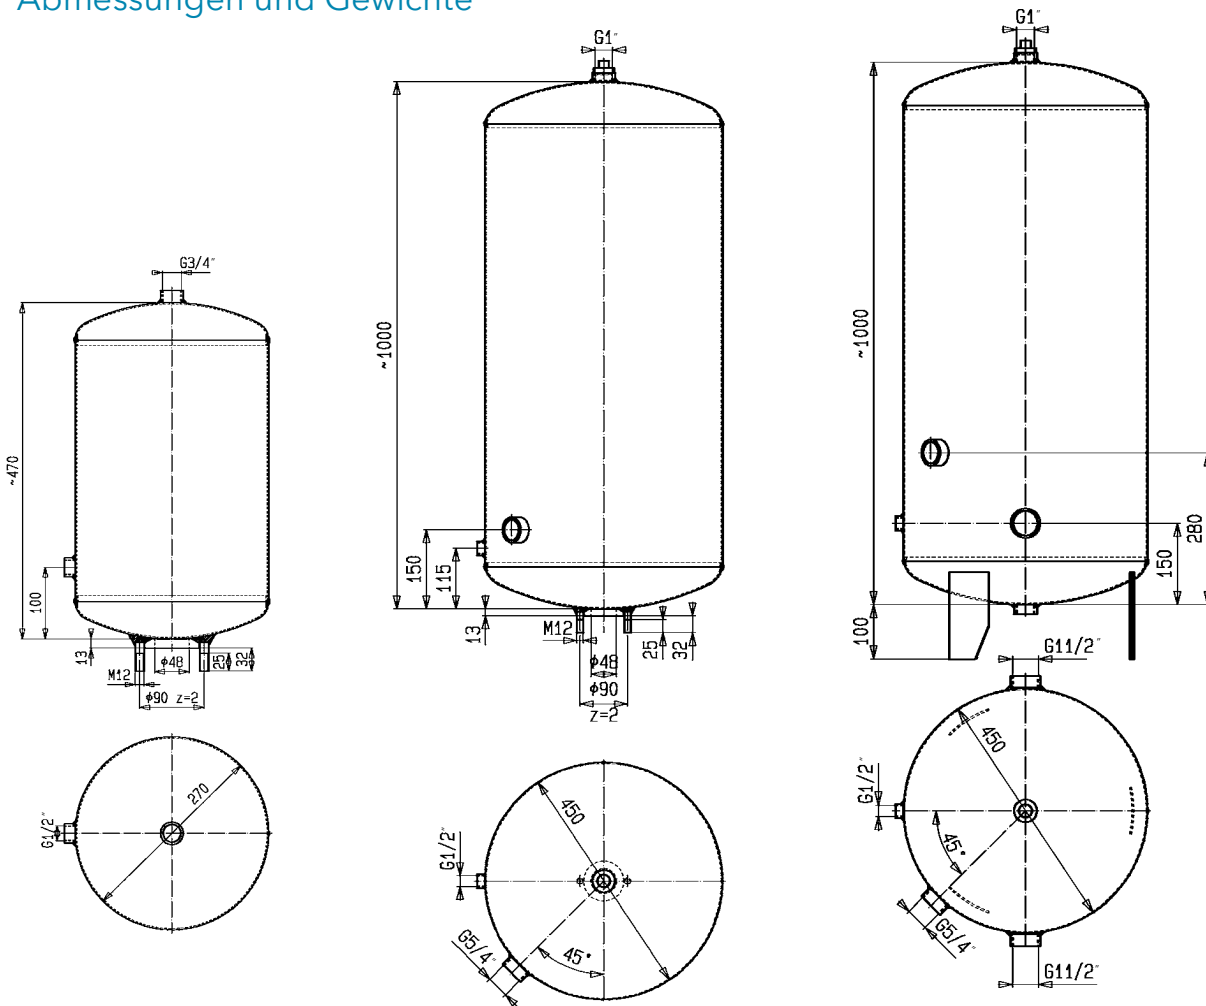 Abmessungen und Gewichte
G3/4"
~470
100
13
M12
ϕ48
25
32
ϕ90 z=2
270
G1/2"
G1"
~1000
150
115
13
M12
25
32
ϕ48
ϕ90
z=2
450
G1/2"
G5/4"
45°
G1"
~1000
280
150
100
G11/2"
450
G1/2"
45°
G5/4"
G11/2"